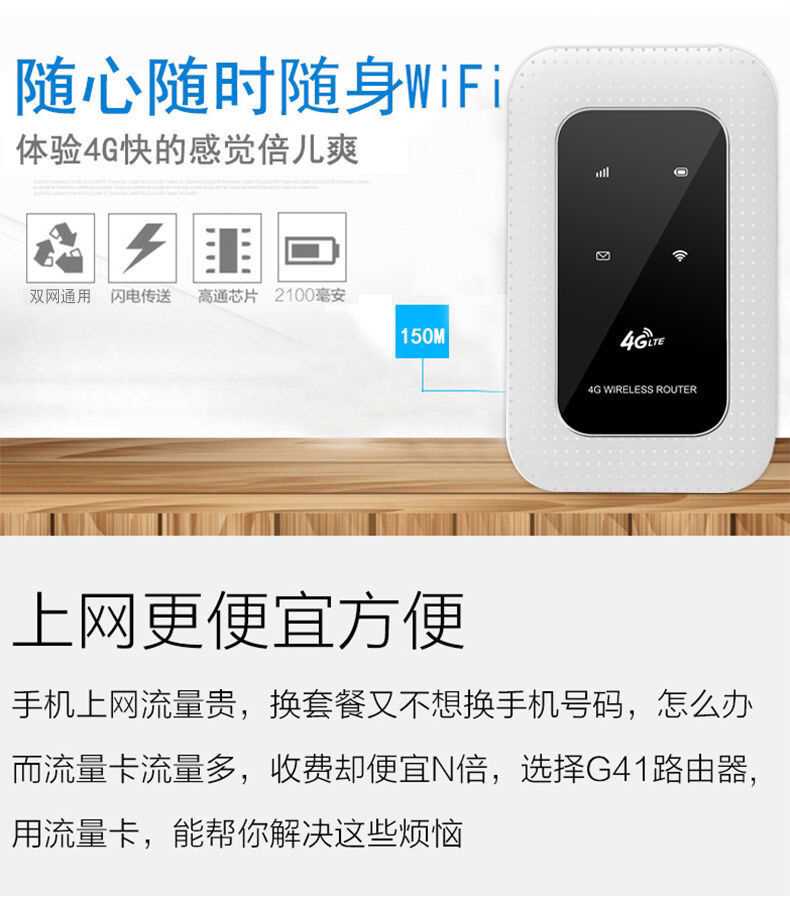 随心随时随身WiFi
体验4G快的感觉倍儿爽
双网通用 闪电传送 高通芯片 2100毫安
150M
4G LTE
4G WIRELESS ROUTER
上网更便宜方便
手机上网流量贵，换套餐又不想换手机号码，怎么办
而流量卡流量多，收费却便宜N倍，选择G41路由器，
用流量卡，能帮你解决这些烦恼